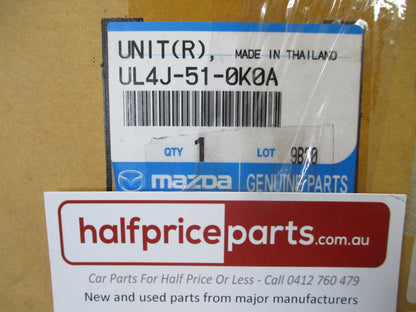 UNIT(R), MADE IN THAILAND
UL4J-51-0K0A
QTY 1 LOT 9B20
mazda GENUINE PARTS
halfpriceparts.com.au
Car Parts For Half Price Or Less - Call 0412 760 479
New and used parts from major manufacturers